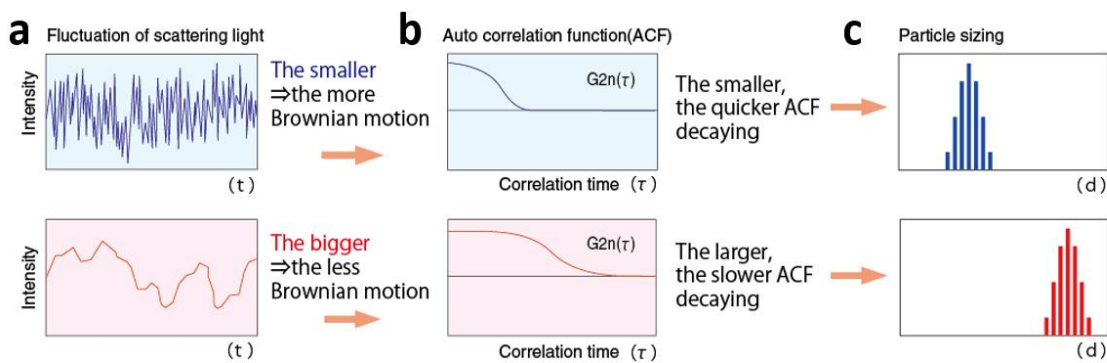 a
Fluctuation of scattering light
Intensity
(t)
The smaller
⇒the more
Brownian motion
b
Auto correlation function(ACF)
G2n(τ)
Correlation time (τ)
The smaller,
the quicker ACF
decaying
c
Particle sizing
(d)
Intensity
(t)
The bigger
⇒the less
Brownian motion
G2n(τ)
Correlation time (τ)
The larger,
the slower ACF
decaying
(d)